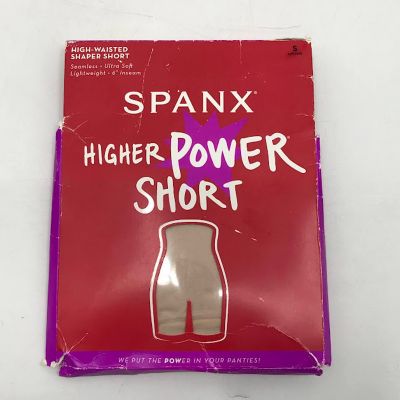 HIGH-WAISTED
SHAPER SHORT
Seamless • Ultra Soft
Lightweight • 6" Inseam
S
SPANX®
HIGHER POWER®
SHORT
WE PUT THE POWER IN YOUR PANTIES!